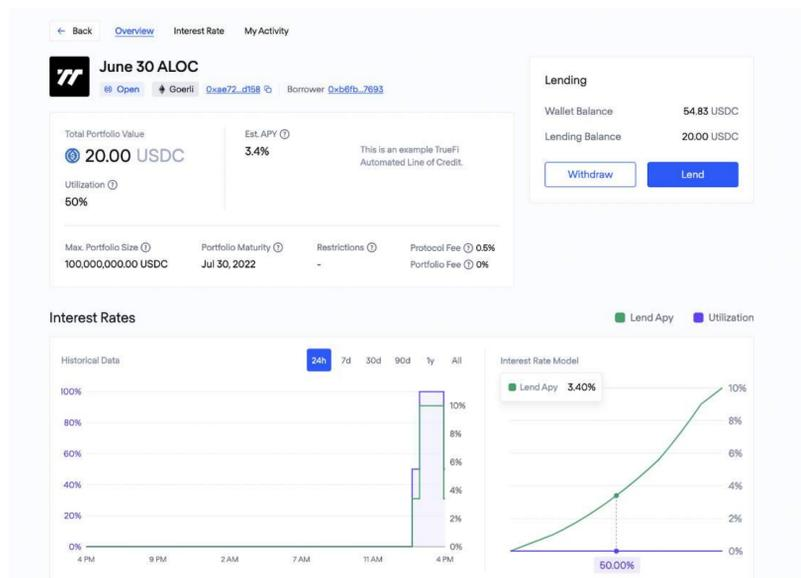 ← Back Overview Interest Rate My Activity
June 30 ALOC
Open Goerli 0xae72...d158 Borrower 0xb6fb...7693
Total Portfolio Value
20.00 USDC
Utilization ?
50%
Est. APY ?
3.4%
This is an example TrueFi
Automated Line of Credit.
Max. Portfolio Size ?
100,000,000.00 USDC
Portfolio Maturity ?
Jul 30, 2022
Restrictions ?
-
Protocol Fee ? 0.5%
Portfolio Fee ? 0%
Lending
Wallet Balance 54.83 USDC
Lending Balance 20.00 USDC
Withdraw Lend
Interest Rates
Lend Apy Utilization
Historical Data 24h 7d 30d 90d 1y All
100%
80%
60%
40%
20%
0%
10%
8%
6%
4%
2%
0%
4 PM 9 PM 2 AM 7 AM 11 AM 4 PM
Interest Rate Model
Lend Apy 3.40%
10%
8%
6%
4%
2%
0%
50.00%